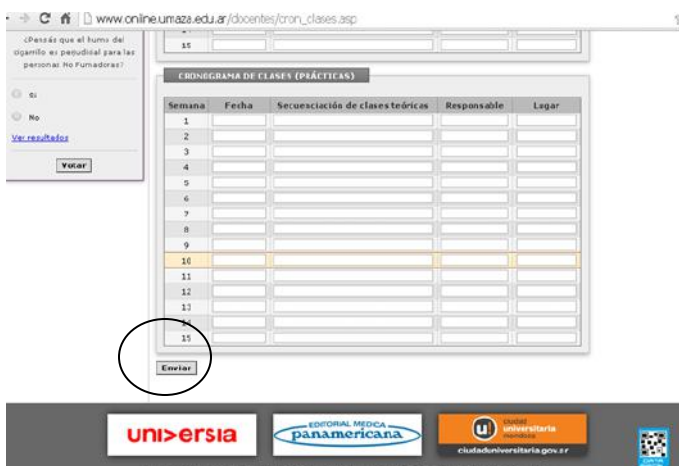 www.online.umaza.edu.ar/docentes/cron_clases.asp
¿Pensás que el humo del
cigarrillo es perjudicial para las
personas No Fumadoras?
Si
No
Ver resultados
Votar
15
CRONOGRAMA DE CLASES (PRÁCTICAS)
Semana Fecha Secuenciación de clases teóricas Responsable Lugar
1
2
3
4
5
6
7
8
9
10
11
12
13
14
15
Enviar
uni>ersia
EDITORIAL MEDICA
panamericana
u ciudad
universitaria
mendoza
ciudaduniversitaria.gov.ar